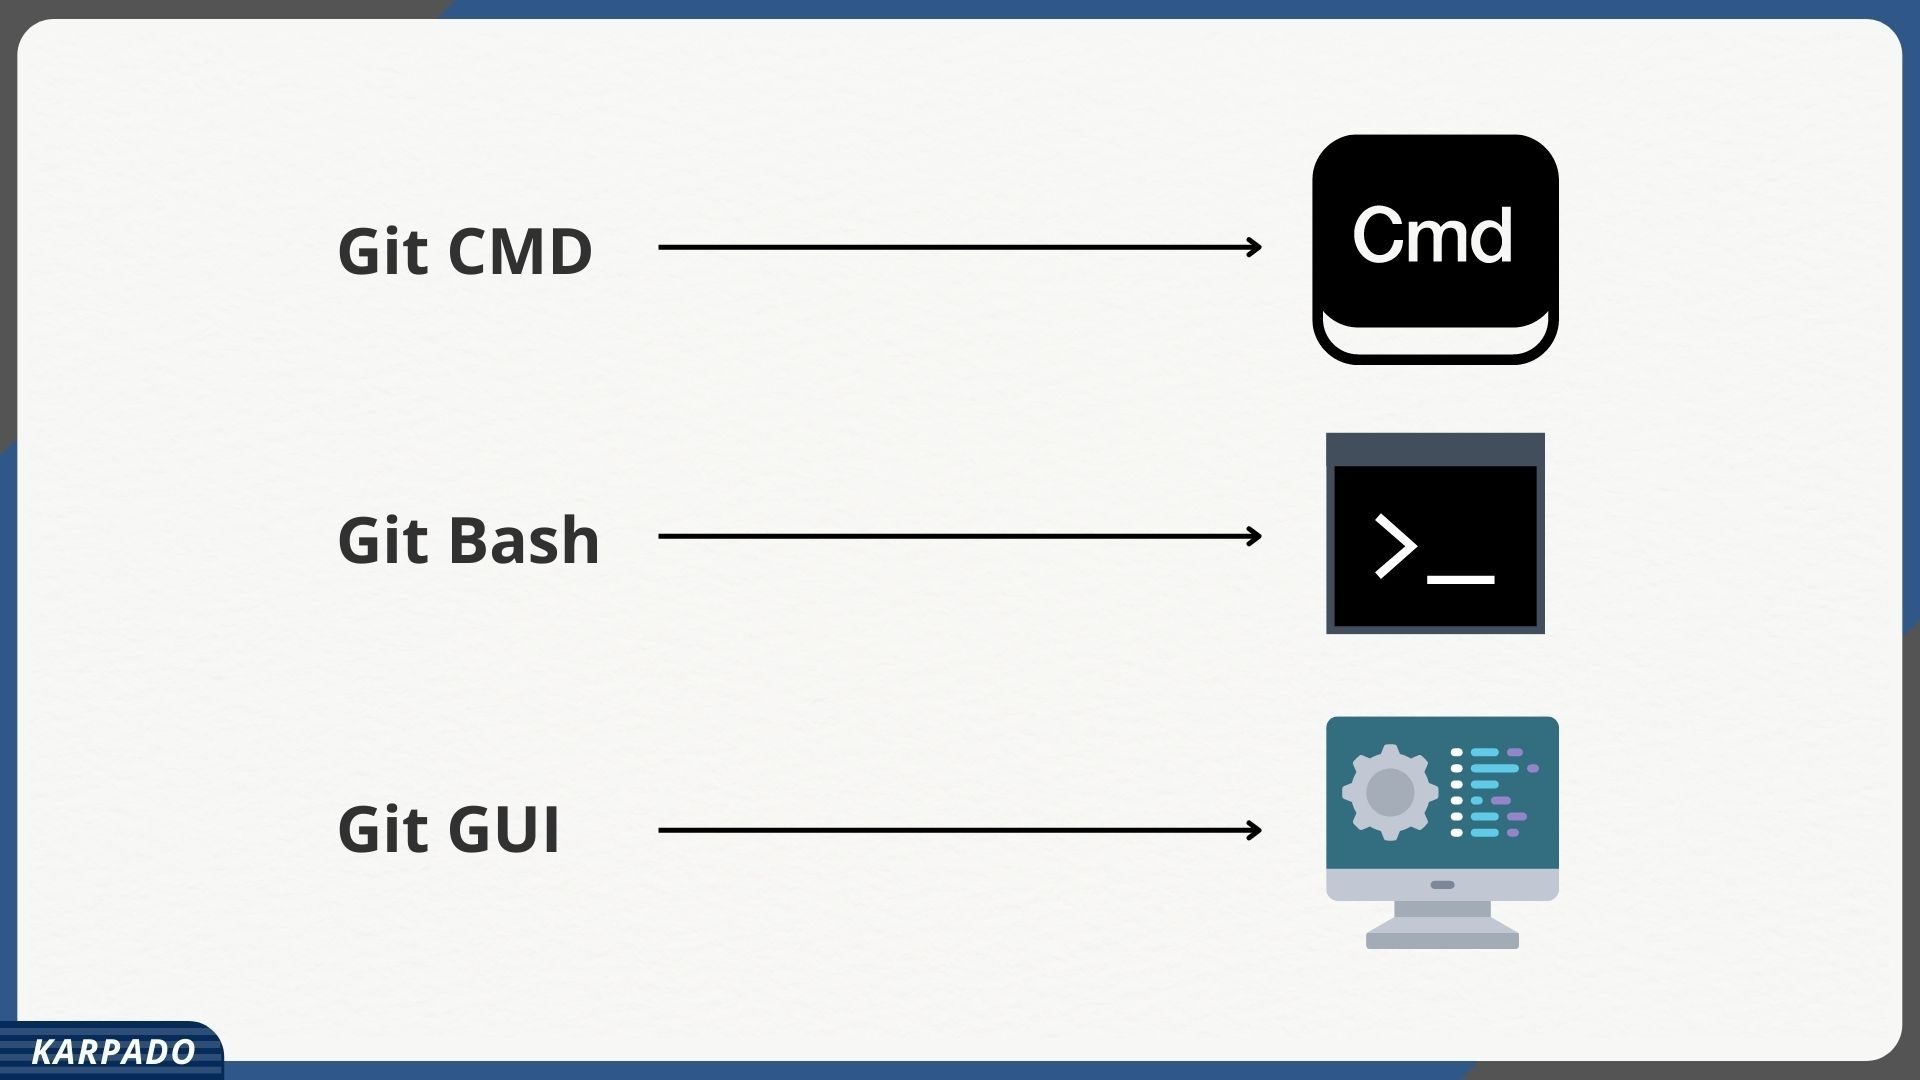 Git CMD
Cmd
Git Bash
>_
Git GUI
KARPADO